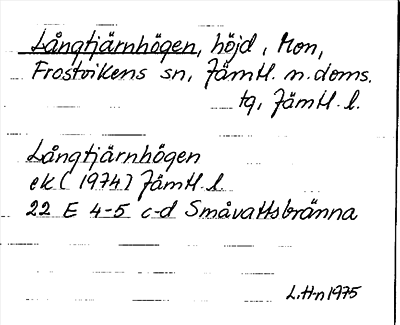 Långtjärnhögen, höjd, Mon,
Frostvikens sn, Jämtl. n. doms.
tg, Jämtl. l.
Långtjärnhögen
ek (1974) Jämtl. l.
22 E 4-5 c-d Småvattsbränna
L. Hn 1975